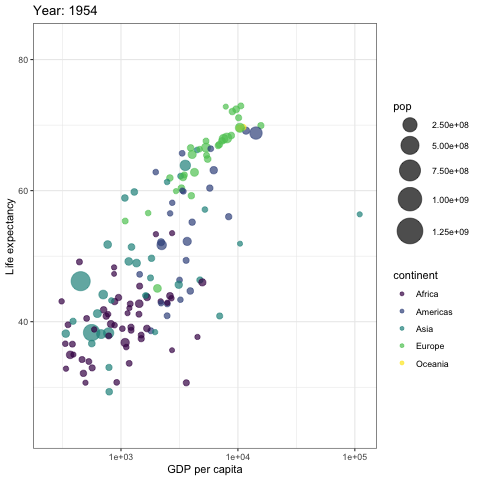 Year: 1954
80
60
40
Life expectancy
1e+03
1e+04
1e+05
GDP per capita
pop
2.50e+08
5.00e+08
7.50e+08
1.00e+09
1.25e+09
continent
Africa
Americas
Asia
Europe
Oceania